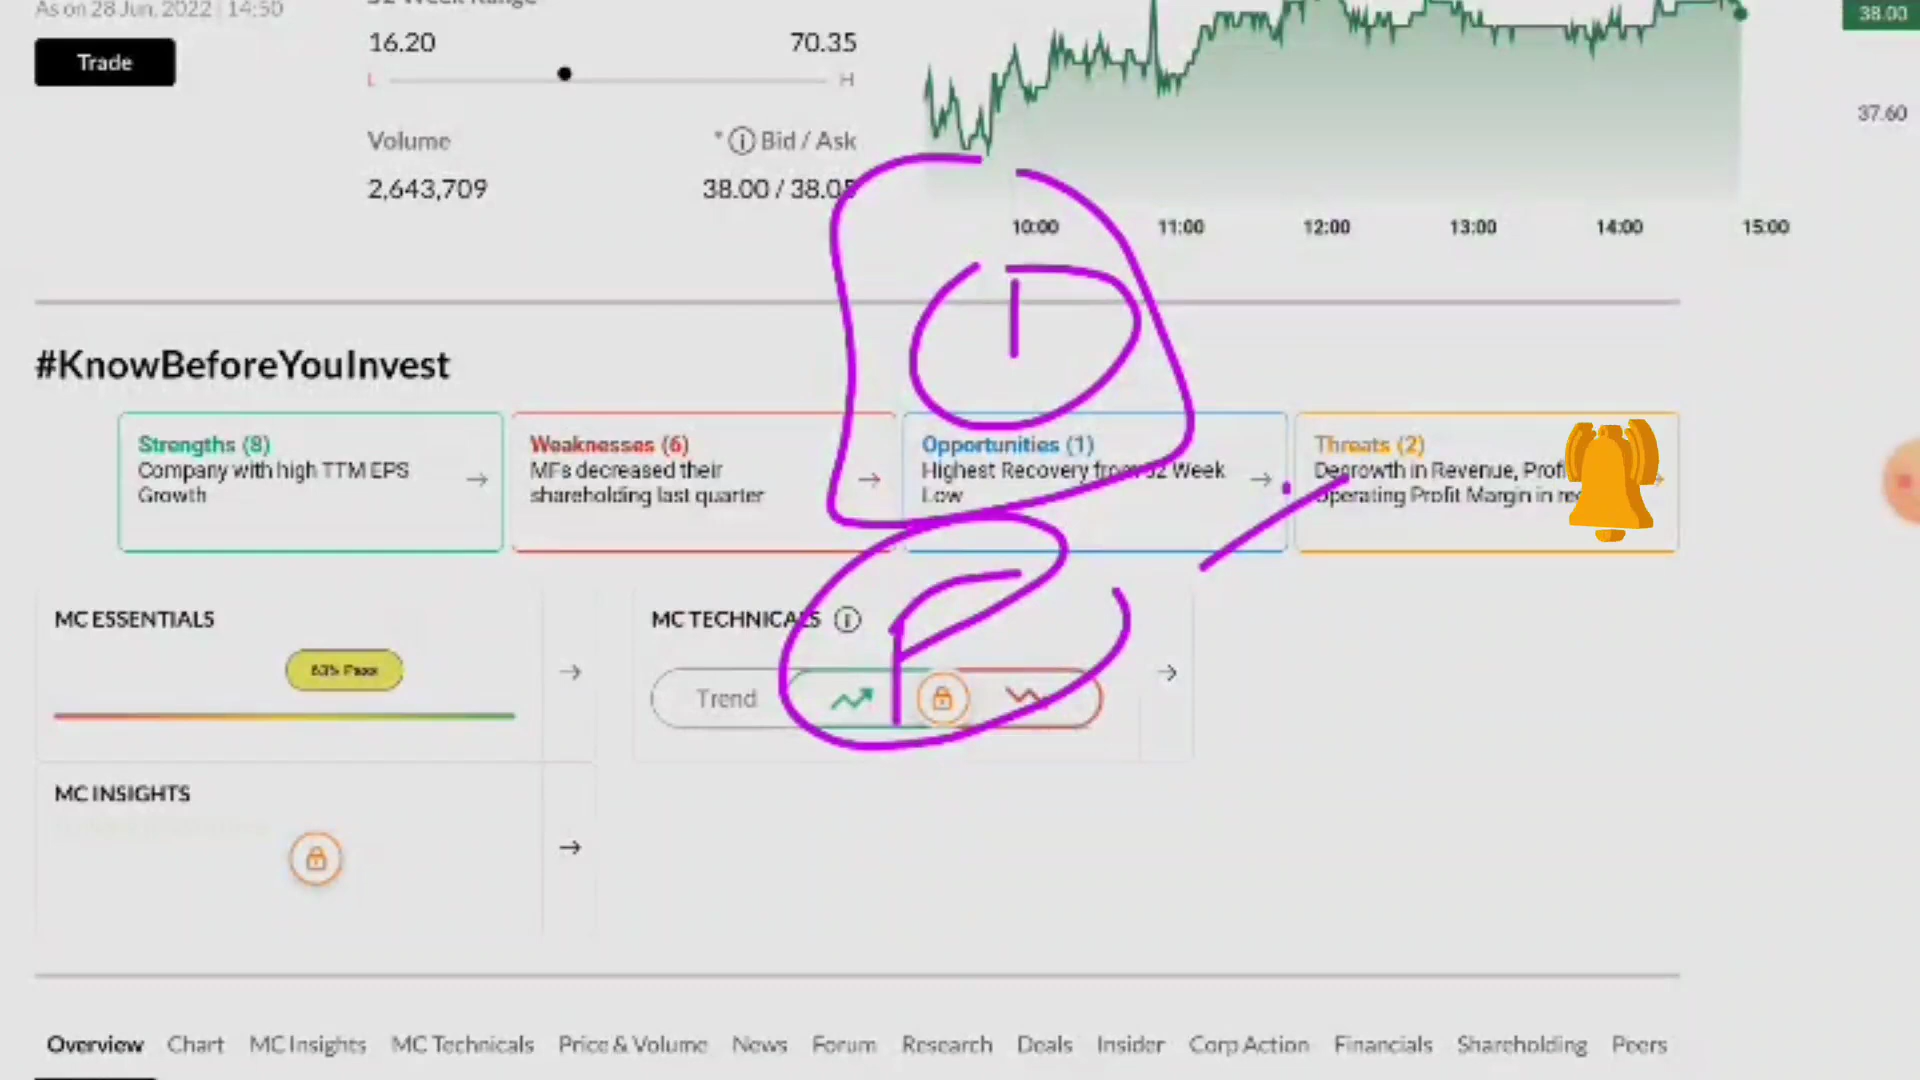 As on 28 Jun, 2022 | 14:50
52 Week Range
38.00
16.20
70.35
Trade
L
H
37.60
Volume
* Bid / Ask
2,643,709
38.00 / 38.05
10:00 11:00 12:00 13:00 14:00 15:00
#KnowBeforeYouInvest
Strengths (8)
Company with high TTM EPS
Growth
Weaknesses (6)
MFs decreased their
shareholding last quarter
Opportunities (1)
Highest Recovery from 52 Week
Low
Threats (2)
Degrowth in Revenue,
Operating Profit Margin in
MC ESSENTIALS
63% Pass
MC TECHNICALS
Trend
MC INSIGHTS
Overview Chart MC Insights MC Technicals Price & Volume News Forum Research Deals Insider Corp Action Financials Shareholding Peers